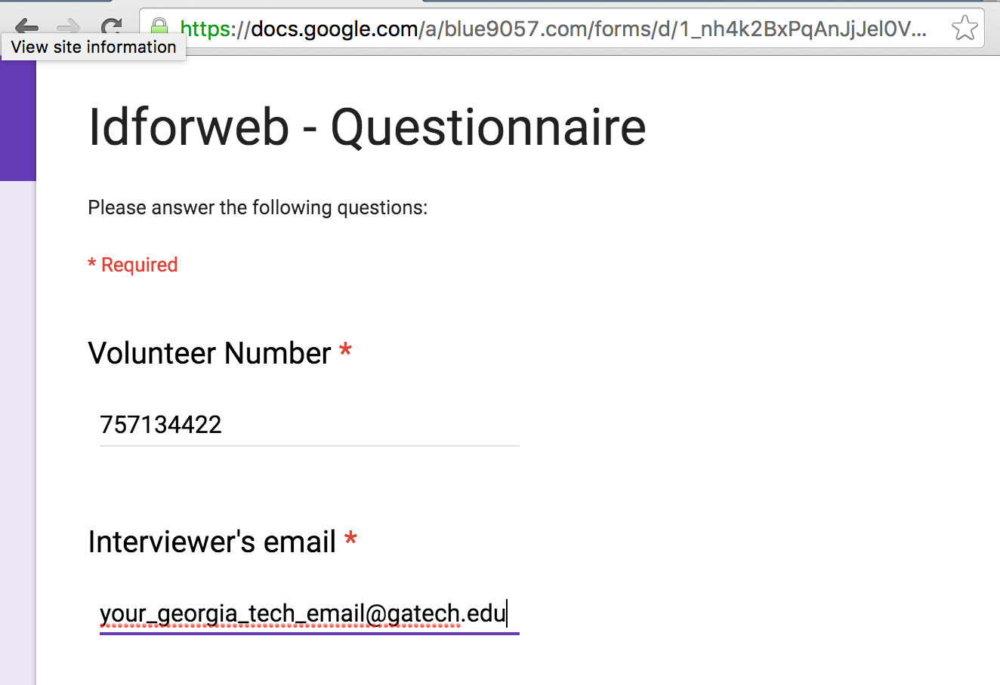 https://docs.google.com/a/blue9057.com/forms/d/1_nh4k2BxPqAnJjJel0V...
View site information
Idforweb - Questionnaire
Please answer the following questions:
* Required
Volunteer Number *
757134422
Interviewer's email *
your_georgia_tech_email@gatech.edu